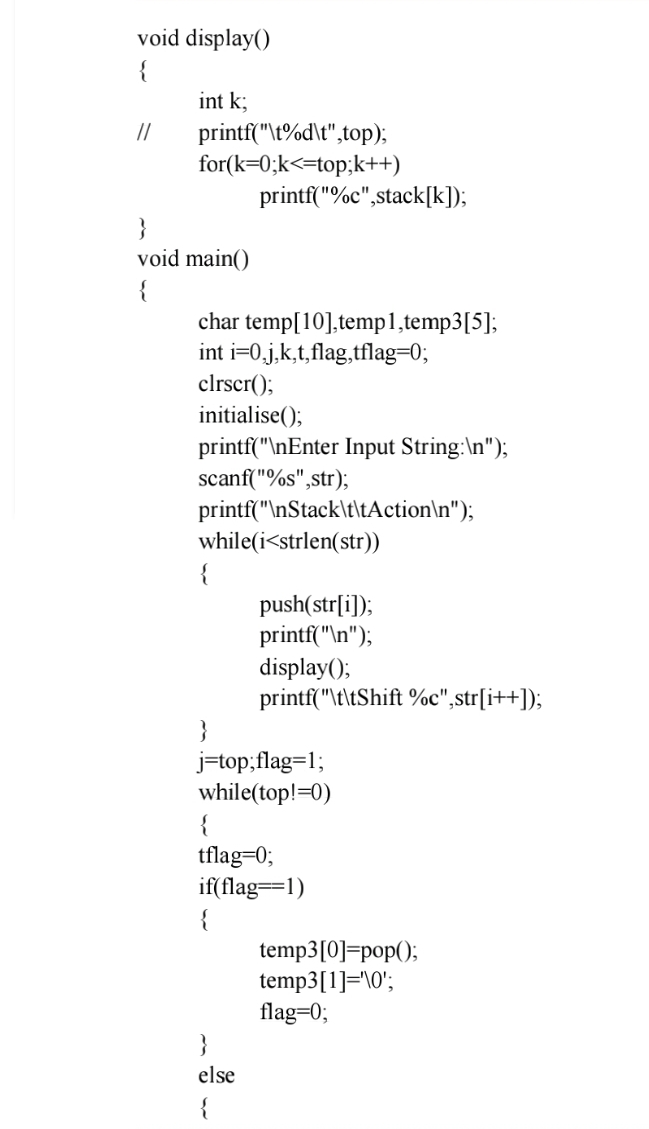 void display()
{
int k;
// printf("\t%d\t",top);
for(k=0;k<=top;k++)
printf("%c",stack[k]);
}
void main()
{
char temp[10],temp1,temp3[5];
int i=0,j,k,t,flag,tflag=0;
clrscr();
initialise();
printf("\nEnter Input String:\n");
scanf("%s",str);
printf("\nStack\t\tAction\n");
while(i<strlen(str))
{
push(str[i]);
printf("\n");
display();
printf("\t\tShift %c",str[i++]);
}
j=top;flag=1;
while(top!=0)
{
tflag=0;
if(flag==1)
{
temp3[0]=pop();
temp3[1]='\0';
flag=0;
}
else
{